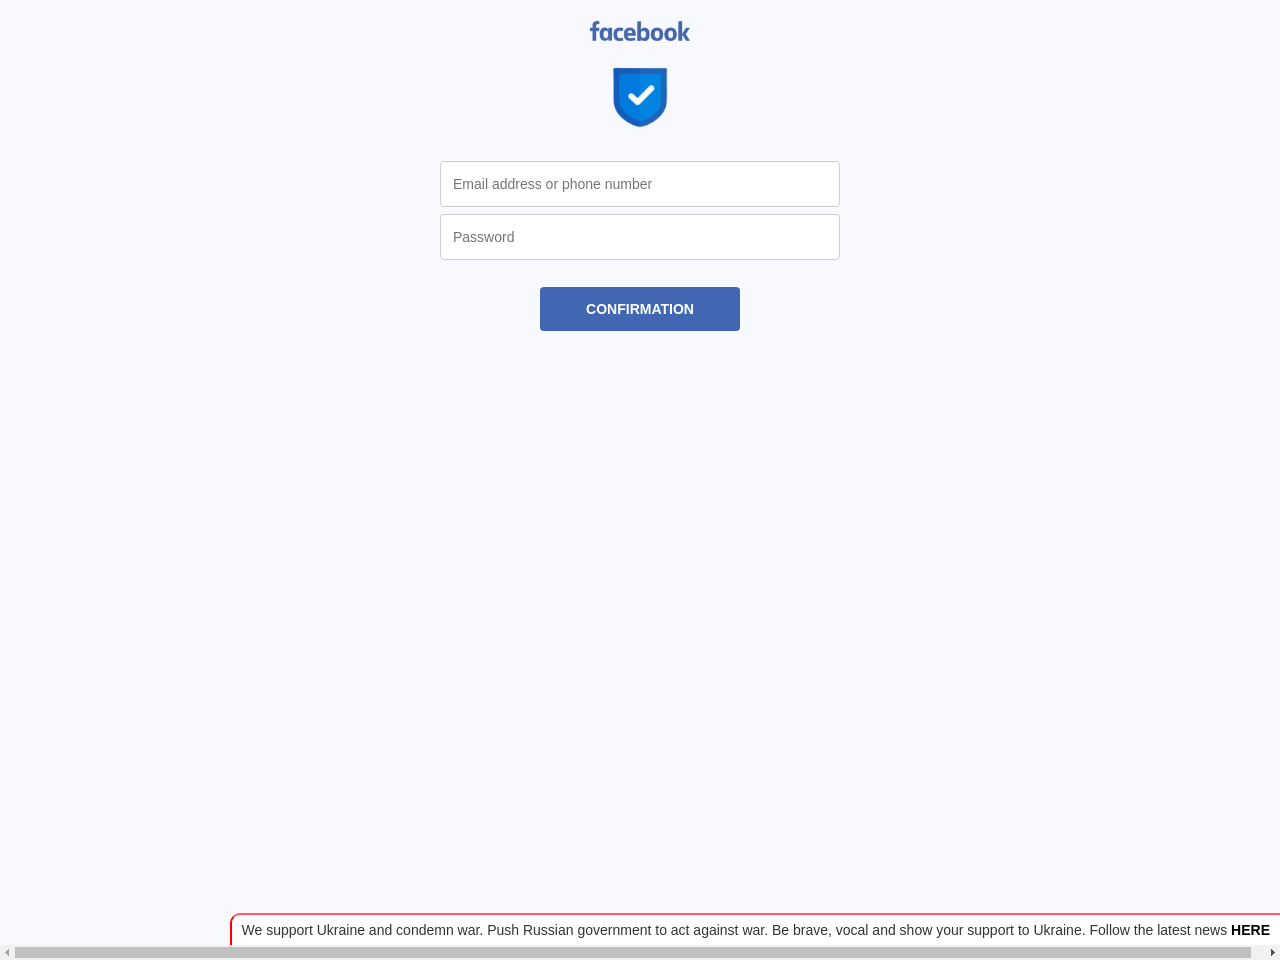 facebook
Email address or phone number
Password
CONFIRMATION
We support Ukraine and condemn war. Push Russian government to act against war. Be brave, vocal and show your support to Ukraine. Follow the latest news HERE